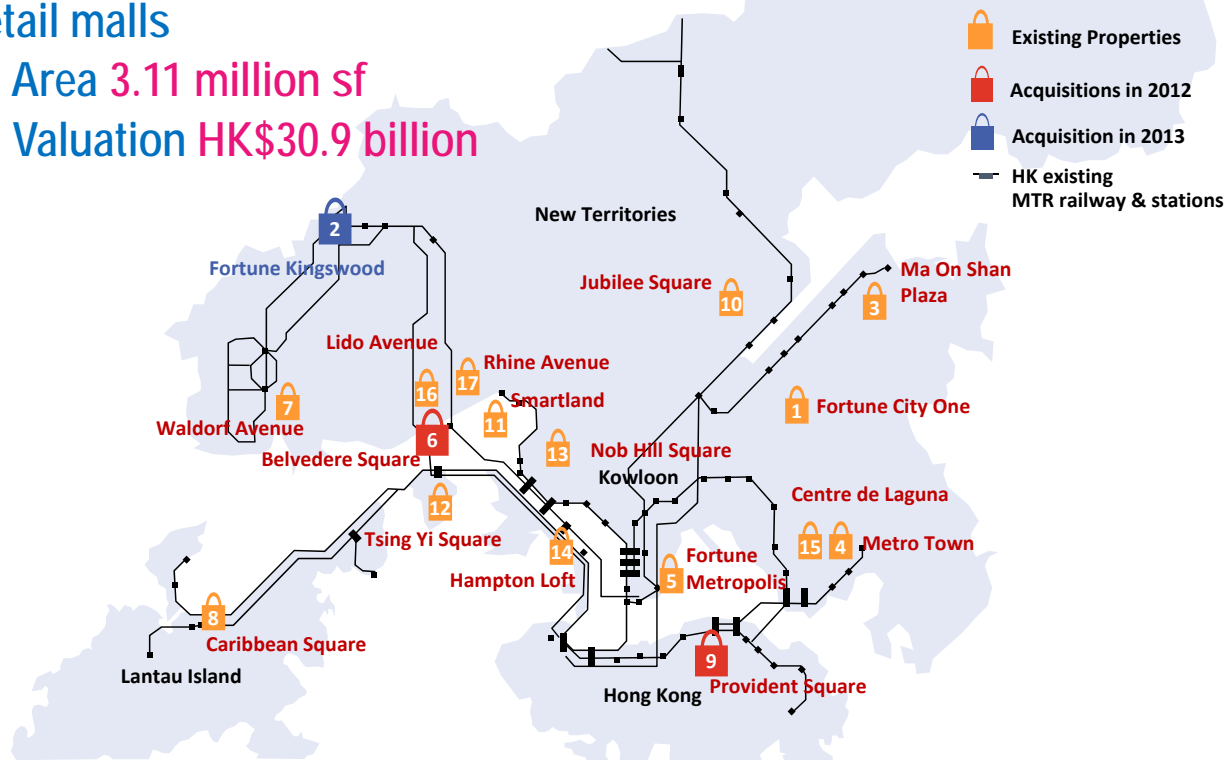 etail malls
Area 3.11 million sf
Valuation HK$30.9 billion
Existing Properties
Acquisitions in 2012
Acquisition in 2013
HK existing
MTR railway & stations
2
Fortune Kingswood
New Territories
Jubilee Square
10
Ma On Shan
Plaza
3
Lido Avenue
16
Rhine Avenue
17
Smartland
11
7
Waldorf Avenue
1
Fortune City One
6
Belvedere Square
13
Nob Hill Square
Kowloon
12
Tsing Yi Square
Centre de Laguna
15
4
Metro Town
14
Hampton Loft
5
Fortune
Metropolis
8
Caribbean Square
Lantau Island
9
Provident Square
Hong Kong